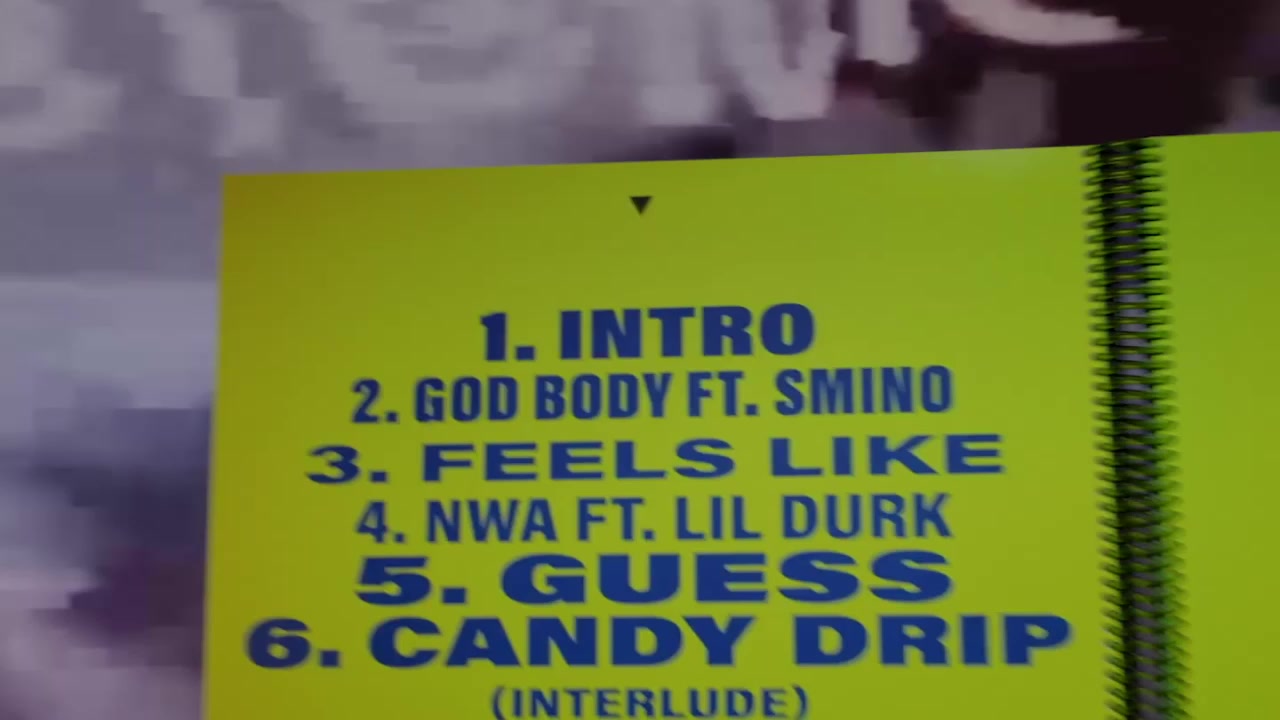 1. INTRO
2. GOD BODY FT. SMINO
3. FEELS LIKE
4. NWA FT. LIL DURK
5. GUESS
6. CANDY DRIP
(INTERLUDE)